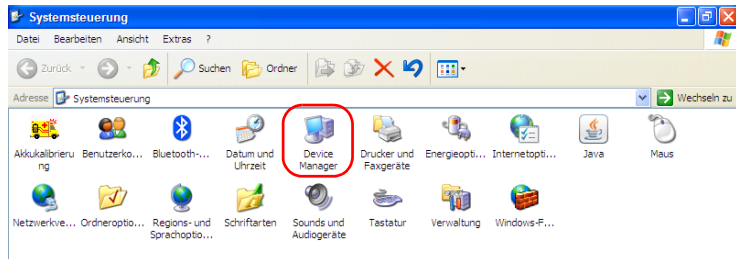 Systemsteuerung
Datei Bearbeiten Ansicht Extras ?
Zurück Suchen Ordner
Adresse Systemsteuerung Wechseln zu
Akkukalibrieru
ng
Benutzerko...
Bluetooth-...
Datum und
Uhrzeit
Device
Manager
Drucker und
Faxgeräte
Energieopti...
Internetopti...
Java
Maus
Netzwerkve...
Ordneroptio...
Regions- und
Sprachoptio...
Schriftarten
Sounds und
Audiogeräte
Tastatur
Verwaltung
Windows-F...